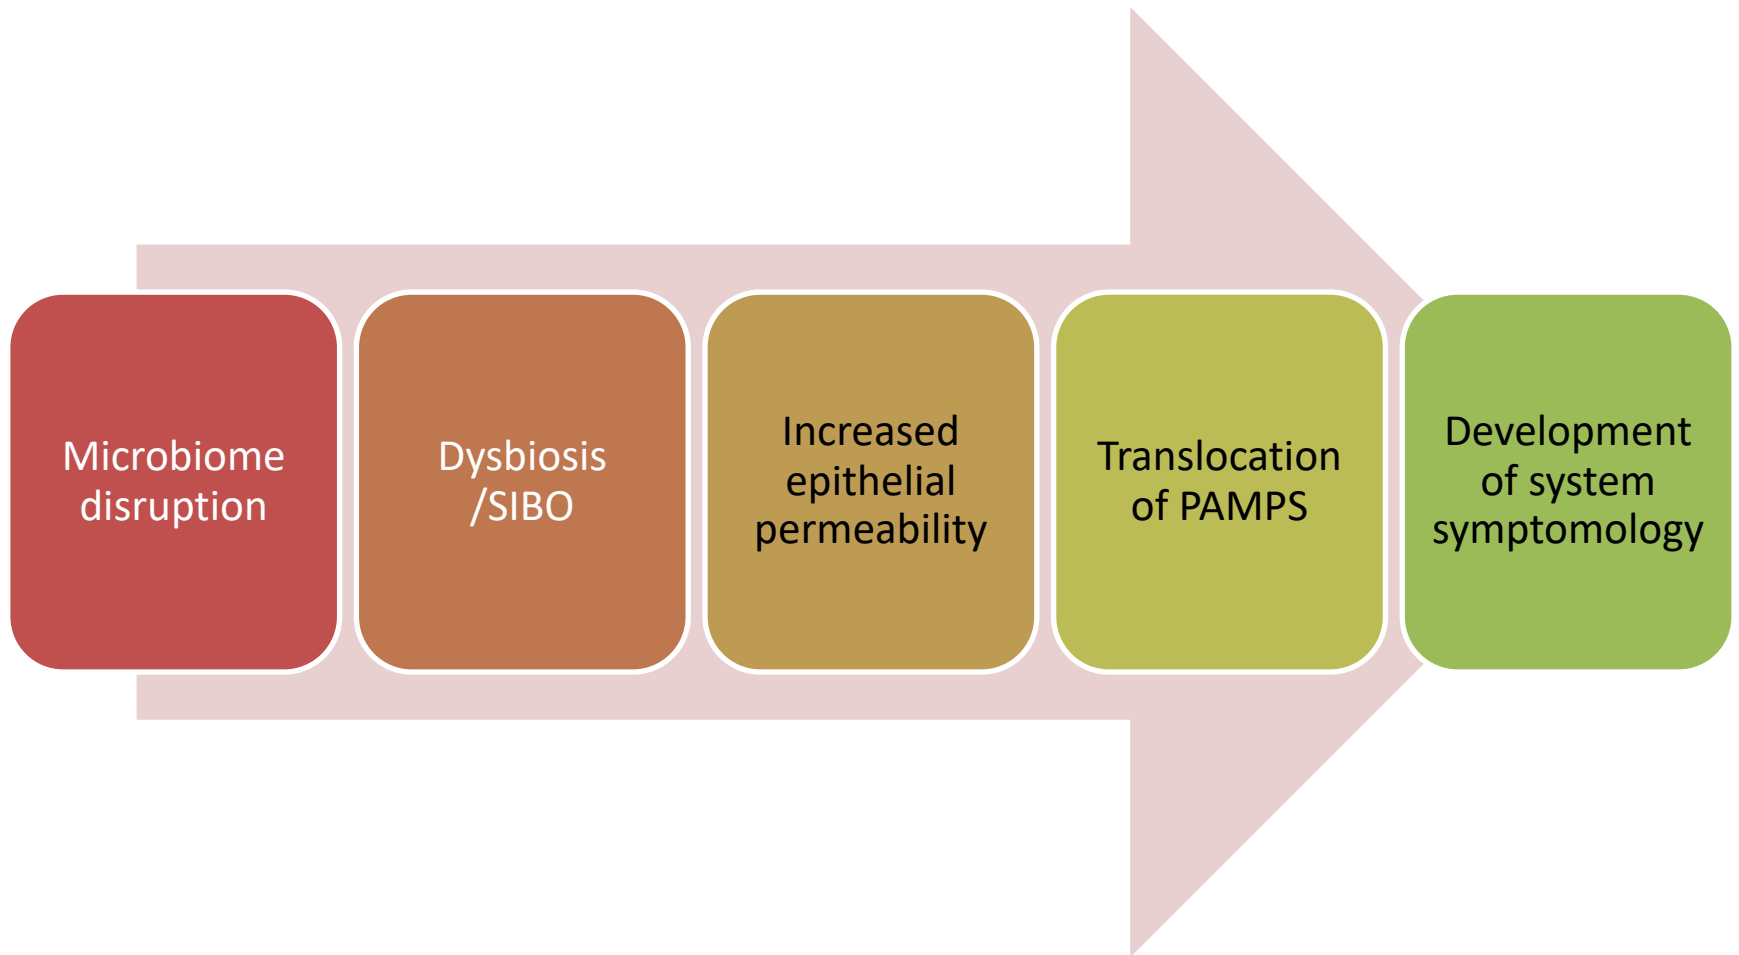 Microbiome
disruption
Dysbiosis
/SIBO
Increased
epithelial
permeability
Translocation
of PAMPS
Development
of system
symptomology